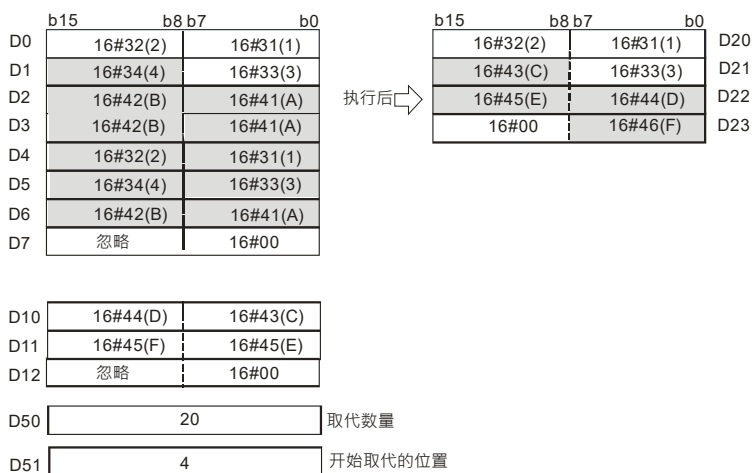 b15 b8 b7 b0 b15 b8 b7 b0
D0 16#32(2) 16#31(1) 16#32(2) 16#31(1) D20
D1 16#34(4) 16#33(3) 16#43(C) 16#33(3) D21
D2 16#42(B) 16#41(A) 执行后 16#45(E) 16#44(D) D22
D3 16#42(B) 16#41(A) 16#00 16#46(F) D23
D4 16#32(2) 16#31(1)
D5 16#34(4) 16#33(3)
D6 16#42(B) 16#41(A)
D7 忽略 16#00
D10 16#44(D) 16#43(C)
D11 16#45(F) 16#45(E)
D12 忽略 16#00
D50 20 取代数量
D51 4 开始取代的位置